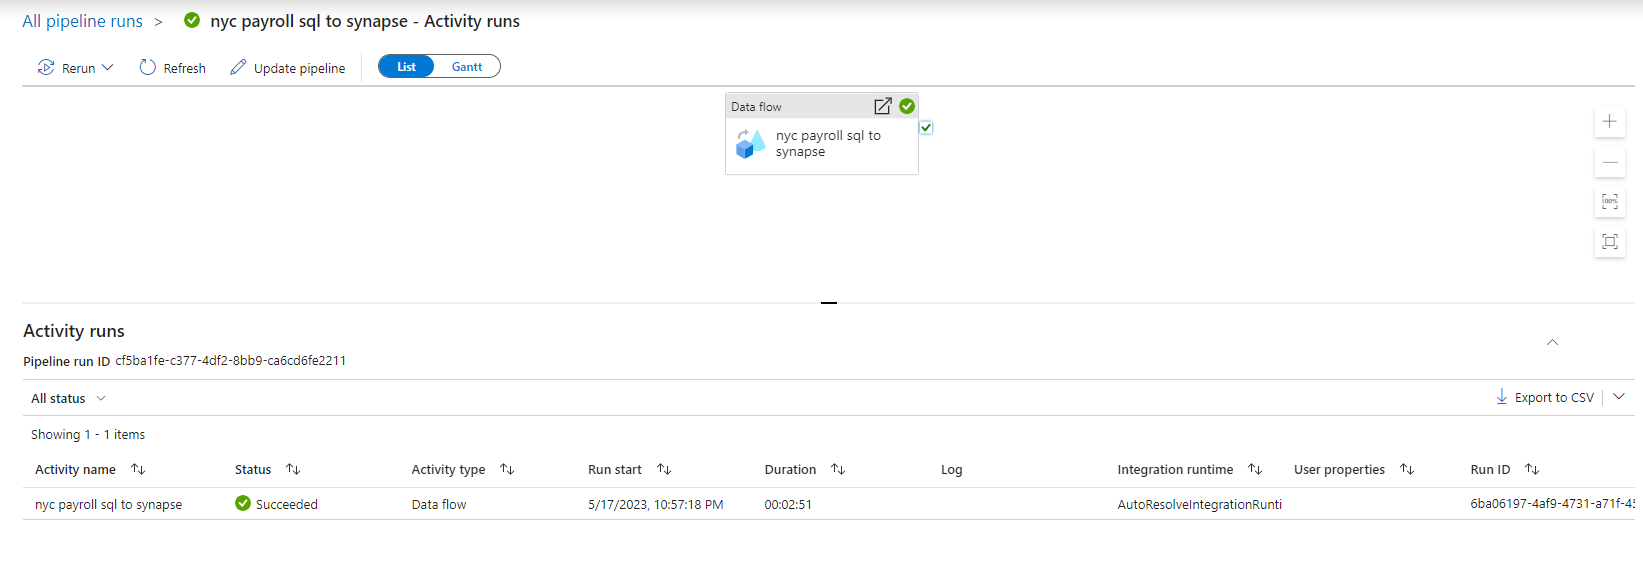 All pipeline runs > nyc payroll sql to synapse - Activity runs
Rerun Refresh Update pipeline List Gantt
Data flow
nyc payroll sql to
synapse
100%
Activity runs
Pipeline run ID cf5ba1fe-c377-4df2-8bb9-ca6cd6fe2211
All status Export to CSV
Showing 1 - 1 items
Activity name Status Activity type Run start Duration Log Integration runtime User properties Run ID
nyc payroll sql to synapse Succeeded Data flow 5/17/2023, 10:57:18 PM 00:02:51 AutoResolveIntegrationRunti 6ba06197-4af9-4731-a71f-45